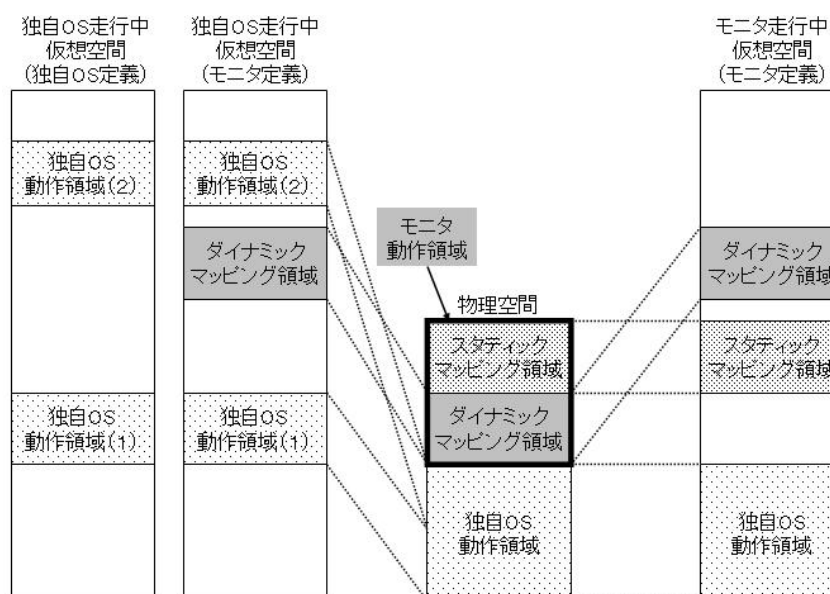 独自OS走行中
仮想空間
(独自OS定義)
独自OS
動作領域(2)
独自OS
動作領域(1)
独自OS走行中
仮想空間
(モニタ定義)
独自OS
動作領域(2)
ダイナミック
マッピング領域
独自OS
動作領域(1)
モニタ
動作領域
物理空間
スタティック
マッピング領域
ダイナミック
マッピング領域
独自OS
動作領域
モニタ走行中
仮想空間
(モニタ定義)
ダイナミック
マッピング領域
スタティック
マッピング領域
独自OS
動作領域